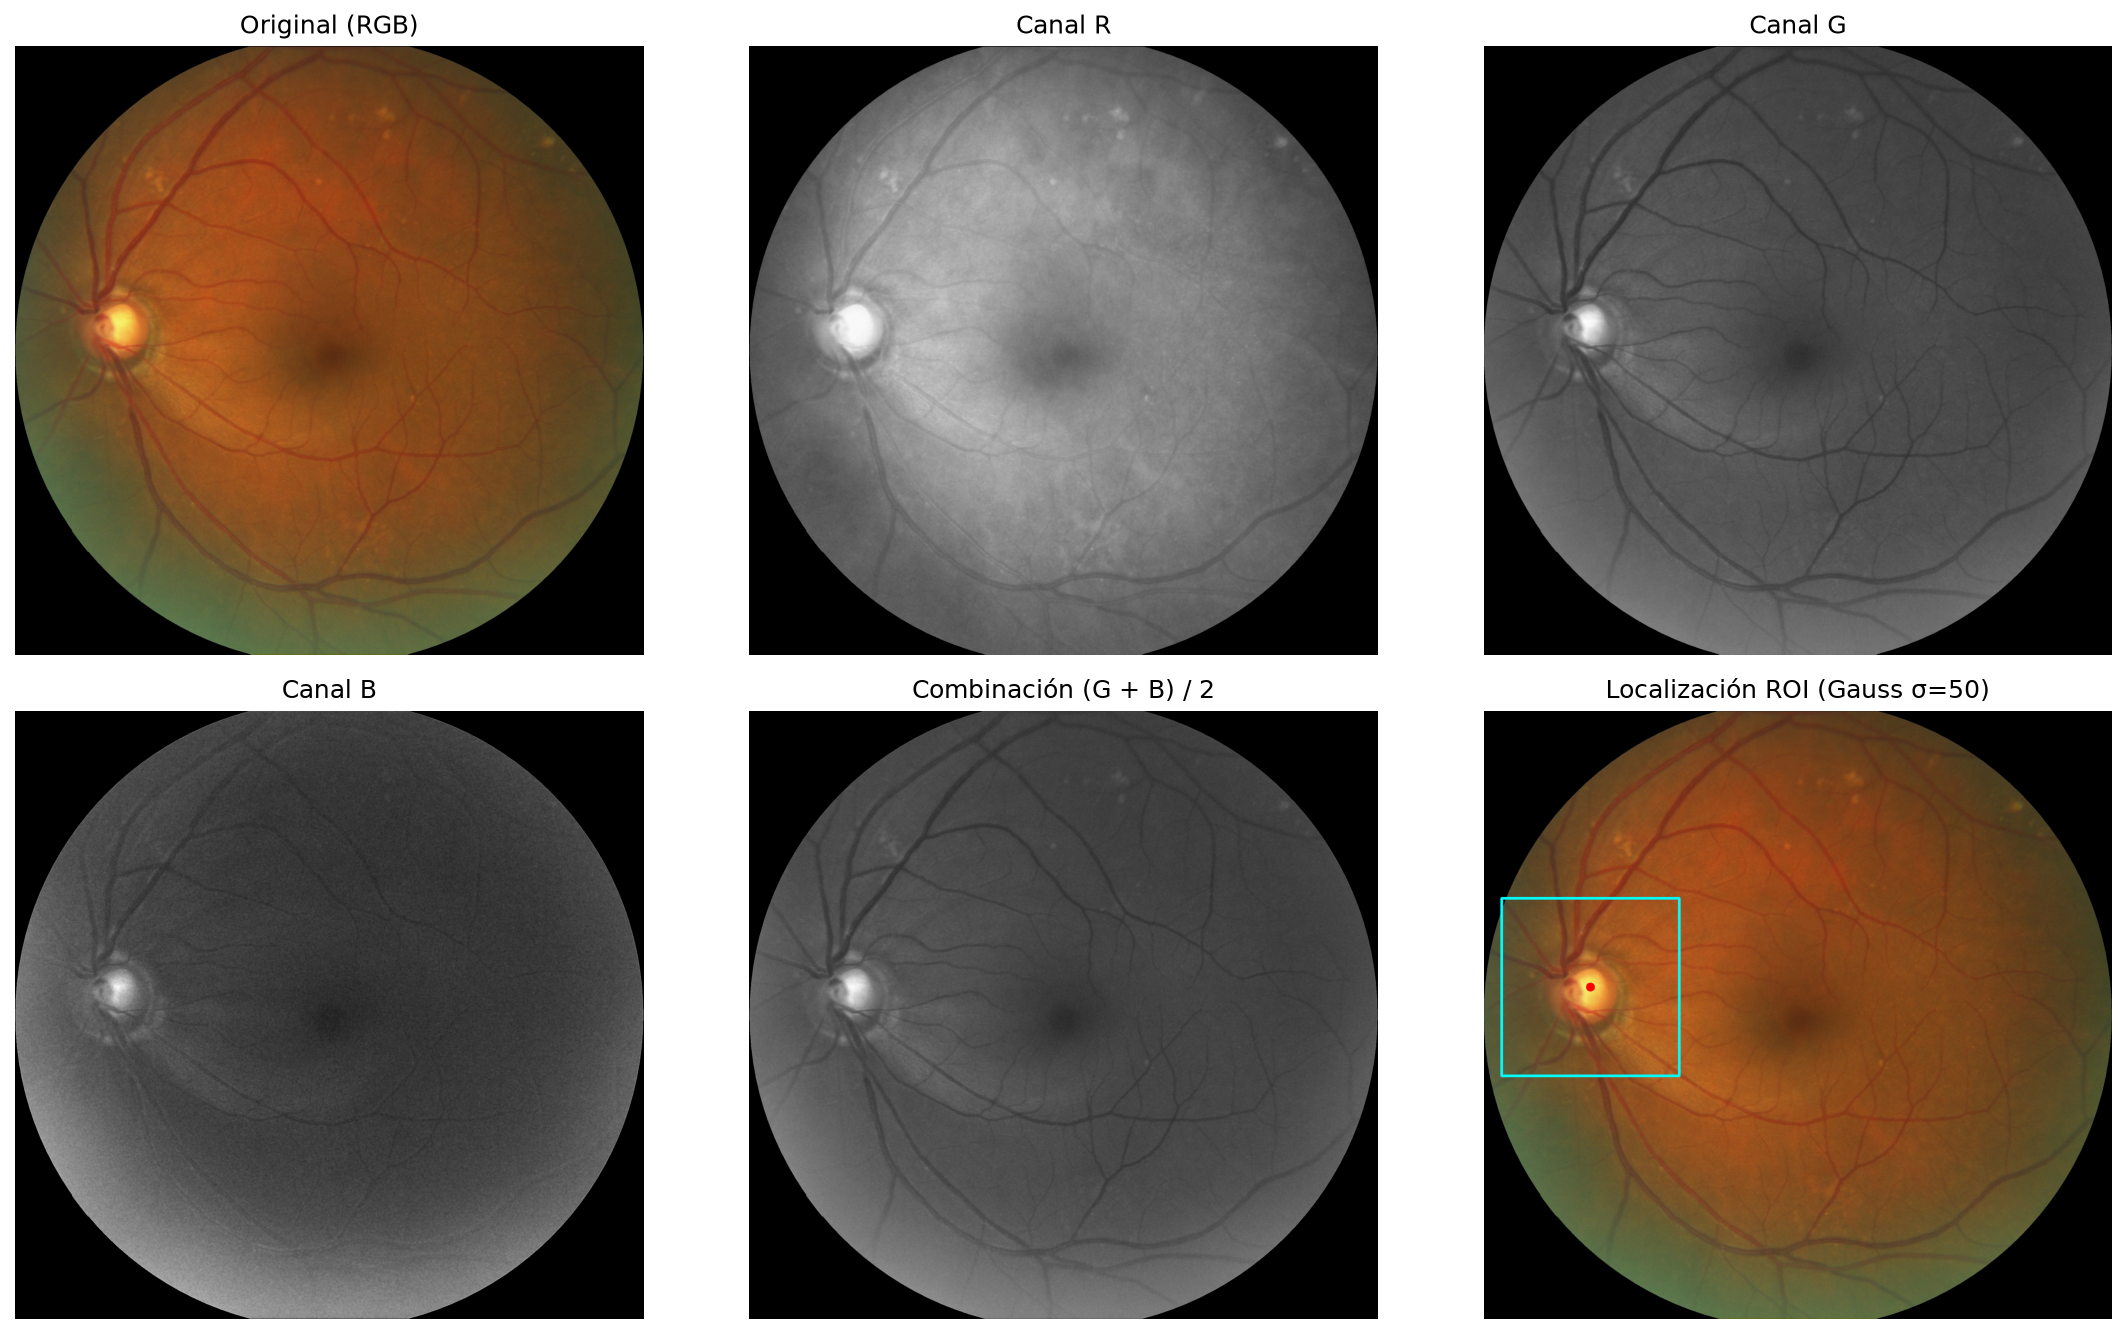 Original (RGB)
Canal R
Canal G
Canal B
Combinación (G + B) / 2
Localización ROI (Gauss σ=50)